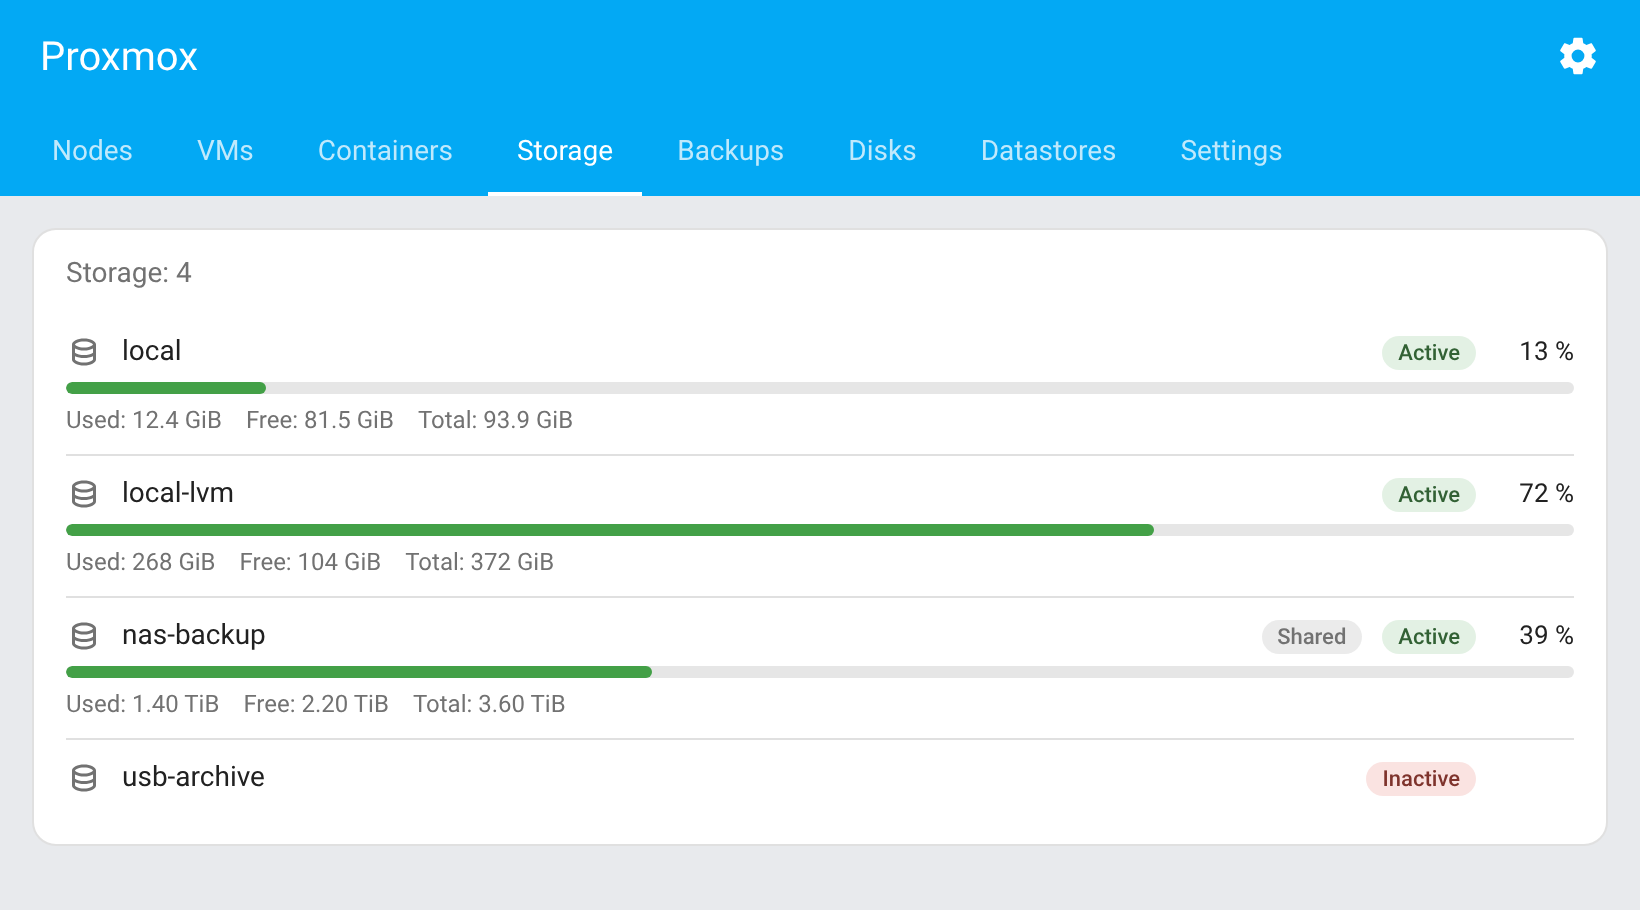 Proxmox
Nodes VMs Containers Storage Backups Disks Datastores Settings
Storage: 4
local Active 13 %
Used: 12.4 GiB Free: 81.5 GiB Total: 93.9 GiB
local-lvm Active 72 %
Used: 268 GiB Free: 104 GiB Total: 372 GiB
nas-backup Shared Active 39 %
Used: 1.40 TiB Free: 2.20 TiB Total: 3.60 TiB
usb-archive Inactive